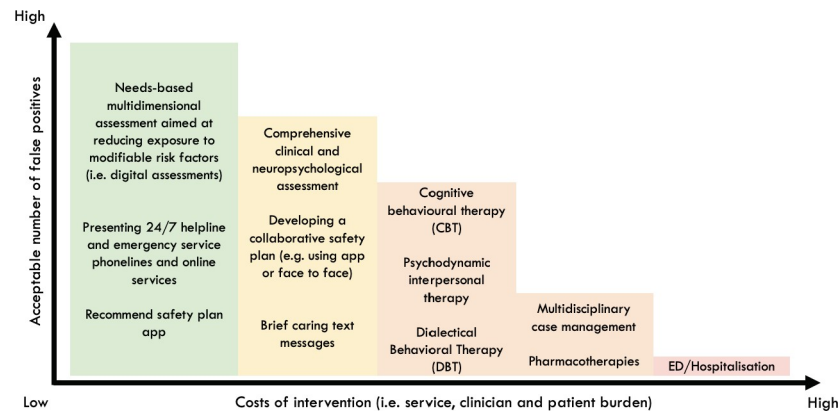 High
Acceptable number of false positives
Needs-based
multidimensional
assessment aimed at
reducing exposure to
modifiable risk factors
(i.e. digital assessments)
Presenting 24/7 helpline
and emergency service
phonelines and online
services
Recommend safety plan
app
Comprehensive
clinical and
neuropsychological
assessment
Developing a
collaborative safety
plan (e.g. using app
or face to face)
Brief caring text
messages
Cognitive
behavioural therapy
(CBT)
Psychodynamic
interpersonal
therapy
Dialectical
Behavioral Therapy
(DBT)
Multidisciplinary
case management
Pharmacotherapies
ED/Hospitalisation
Low
Costs of intervention (i.e. service, clinician and patient burden)
High